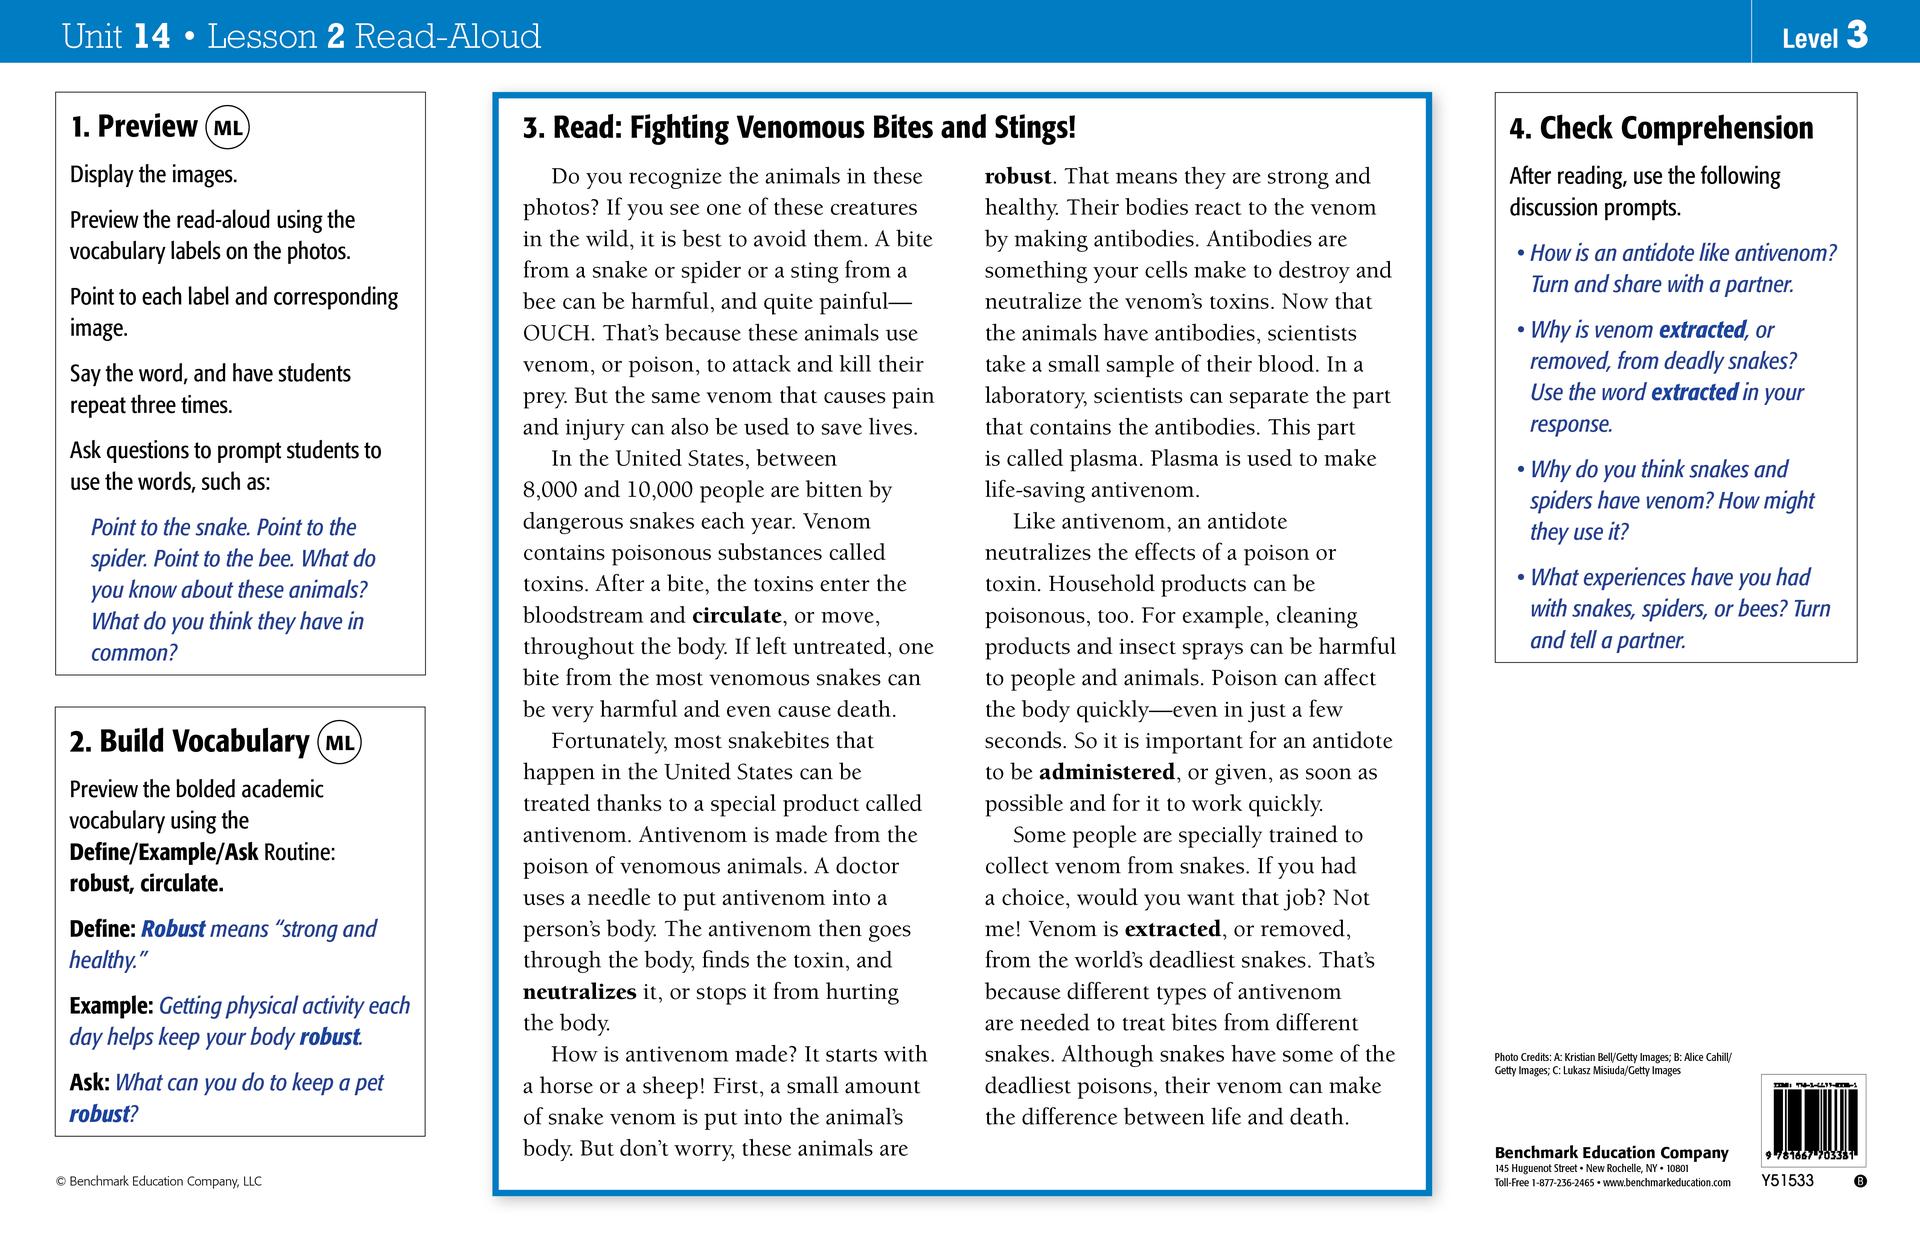 Unit 14 • Lesson 2 Read-Aloud
Level 3
1. Preview ML
Display the images.
Preview the read-aloud using the
vocabulary labels on the photos.
Point to each label and corresponding
image.
Say the word, and have students
repeat three times.
Ask questions to prompt students to
use the words, such as:
Point to the snake. Point to the
spider. Point to the bee. What do
you know about these animals?
What do you think they have in
common?
2. Build Vocabulary ML
Preview the bolded academic
vocabulary using the
Define/Example/Ask Routine:
robust, circulate.
Define: Robust means “strong and
healthy.”
Example: Getting physical activity each
day helps keep your body robust.
Ask: What can you do to keep a pet
robust?
© Benchmark Education Company, LLC
3. Read: Fighting Venomous Bites and Stings!
Do you recognize the animals in these
photos? If you see one of these creatures
in the wild, it is best to avoid them. A bite
from a snake or spider or a sting from a
bee can be harmful, and quite painful—
OUCH. That’s because these animals use
venom, or poison, to attack and kill their
prey. But the same venom that causes pain
and injury can also be used to save lives.
In the United States, between
8,000 and 10,000 people are bitten by
dangerous snakes each year. Venom
contains poisonous substances called
toxins. After a bite, the toxins enter the
bloodstream and circulate, or move,
throughout the body. If left untreated, one
bite from the most venomous snakes can
be very harmful and even cause death.
Fortunately, most snakebites that
happen in the United States can be
treated thanks to a special product called
antivenom. Antivenom is made from the
poison of venomous animals. A doctor
uses a needle to put antivenom into a
person’s body. The antivenom then goes
through the body, finds the toxin, and
neutralizes it, or stops it from hurting
the body.
How is antivenom made? It starts with
a horse or a sheep! First, a small amount
of snake venom is put into the animal’s
body. But don’t worry, these animals are
robust. That means they are strong and
healthy. Their bodies react to the venom
by making antibodies. Antibodies are
something your cells make to destroy and
neutralize the venom’s toxins. Now that
the animals have antibodies, scientists
take a small sample of their blood. In a
laboratory, scientists can separate the part
that contains the antibodies. This part
is called plasma. Plasma is used to make
life-saving antivenom.
Like antivenom, an antidote
neutralizes the effects of a poison or
toxin. Household products can be
poisonous, too. For example, cleaning
products and insect sprays can be harmful
to people and animals. Poison can affect
the body quickly—even in just a few
seconds. So it is important for an antidote
to be administered, or given, as soon as
possible and for it to work quickly.
Some people are specially trained to
collect venom from snakes. If you had
a choice, would you want that job? Not
me! Venom is extracted, or removed,
from the world’s deadliest snakes. That’s
because different types of antivenom
are needed to treat bites from different
snakes. Although snakes have some of the
deadliest poisons, their venom can make
the difference between life and death.
4. Check Comprehension
After reading, use the following
discussion prompts.
• How is an antidote like antivenom?
Turn and share with a partner.
• Why is venom extracted, or
removed, from deadly snakes?
Use the word extracted in your
response.
• Why do you think snakes and
spiders have venom? How might
they use it?
• What experiences have you had
with snakes, spiders, or bees? Turn
and tell a partner.
Photo Credits: A: Kristian Bell/Getty Images; B: Alice Cahill/
Getty Images; C: Lukasz Misiuda/Getty Images
Benchmark Education Company
145 Huguenot Street • New Rochelle, NY • 10801
Toll-Free 1-877-236-2465 • www.benchmarkeducation.com
9 781667 703381
Y51533
B